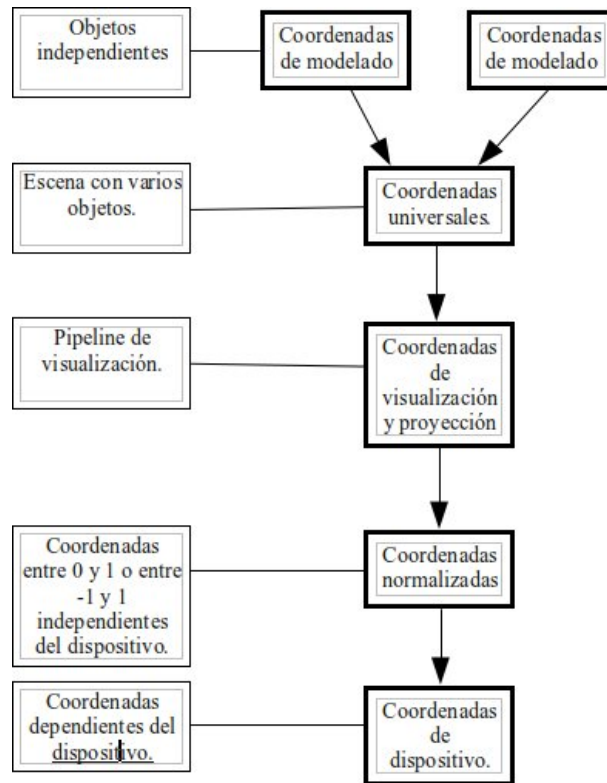 Objetos
independientes
Coordenadas
de modelado
Coordenadas
de modelado
Escena con varios
objetos.
Coordenadas
universales.
Pipeline de
visualización.
Coordenadas
de
visualización
y proyección
Coordenadas
entre 0 y 1 o entre
-1 y 1
independientes
del dispositivo.
Coordenadas
normalizadas
Coordenadas
dependientes del
dispositivo.
Coordenadas
de
dispositivo.